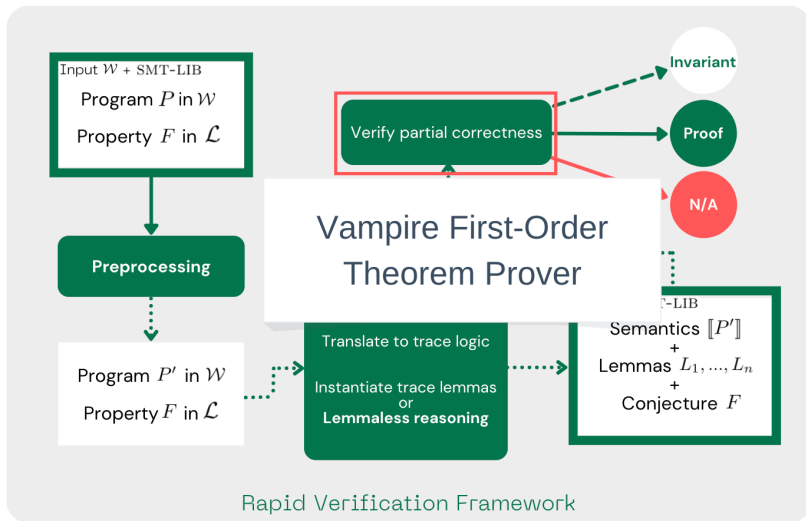 Input 𝒲 + SMT-LIB
Program P in 𝒲
Property F in ℒ
Preprocessing
Program P′ in 𝒲
Property F in ℒ
Verify partial correctness
Invariant
Proof
N/A
Vampire First-Order
Theorem Prover
Translate to trace logic
Instantiate trace lemmas
or
Lemmaless reasoning
T-LIB
Semantics ⟦P′⟧
+
Lemmas L₁, ..., Lₙ
+
Conjecture F
Rapid Verification Framework